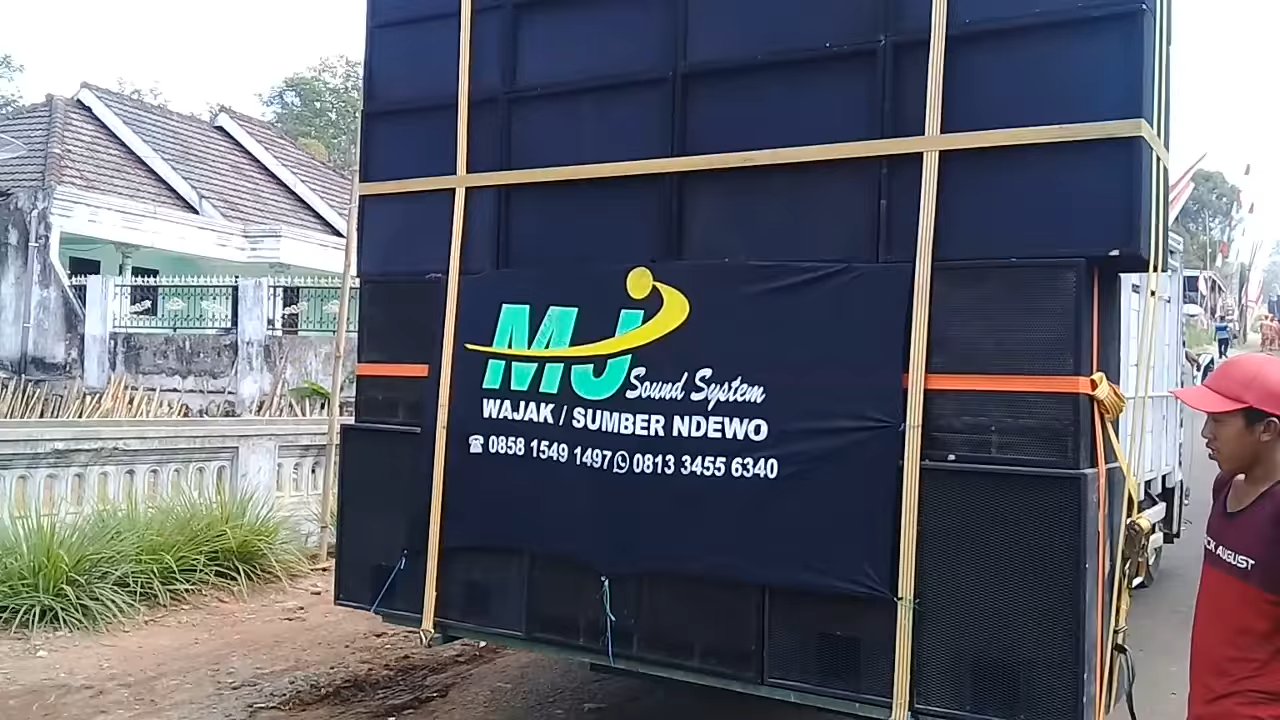 MJ
Sound System
WAJAK / SUMBER NDEWO
☎ 0858 1549 1497 0813 3455 6340
CK AUGUST